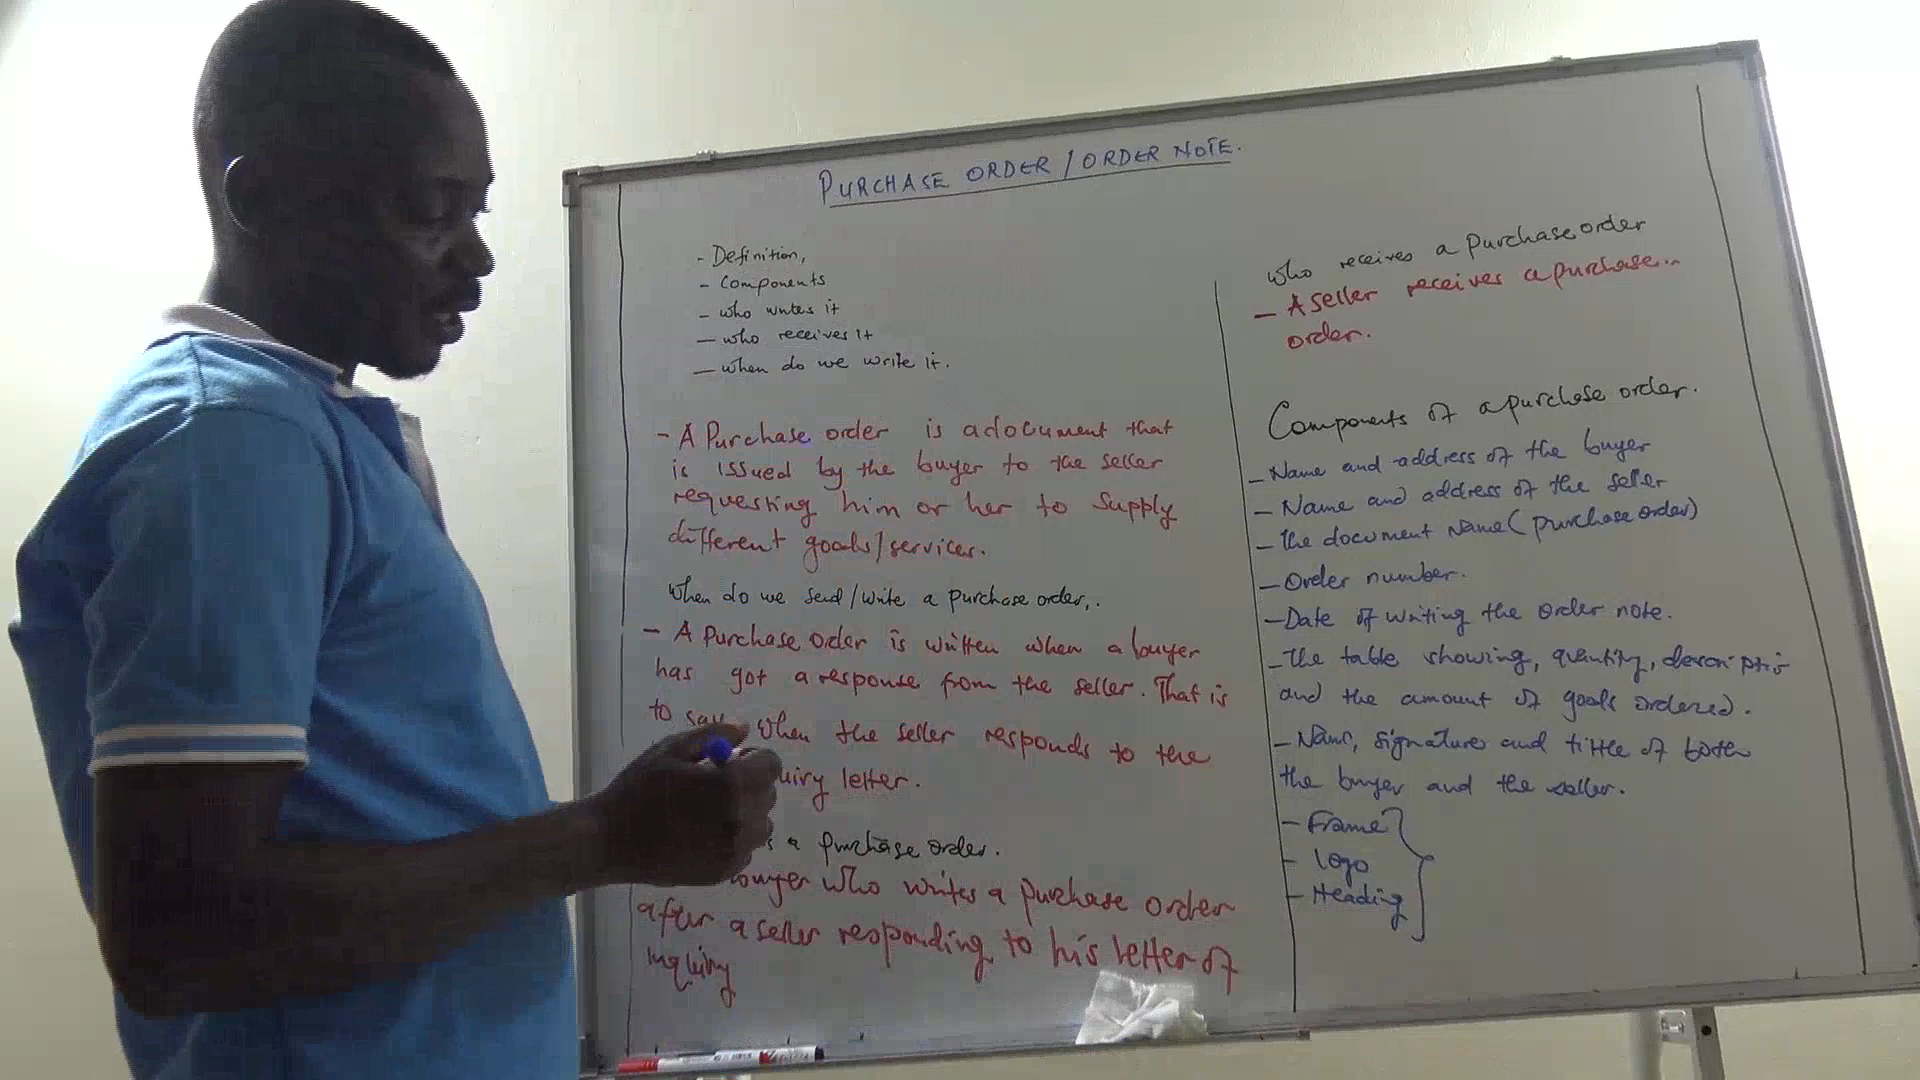 PURCHASE ORDER / ORDER NOTE.
- Definition,
- Components
- who writes it
- who receives it
- when do we write it.
- A Purchase order is a document that
is issued by the buyer to the seller
requesting him or her to supply
different goods/services.
When do we send/write a purchase order,.
- A Purchase order is written when a buyer
has got a response from the seller. That is
to say when the seller responds to the
letter.
a purchase order.
buyer who writes a purchase order
after a seller responding to his letter of
inquiry
who receives a purchase order
- A seller receives a purchase...
order.
Components of a purchase order.
- Name and address of the buyer
- Name and address of the seller
- The document Name (purchase order)
- Order number.
- Date of writing the order note.
- The table showing, quantity, description
and the amount of goods ordered.
- Name, signature and tittle of both
the buyer and the seller.
- Frame
- Logo
- Heading